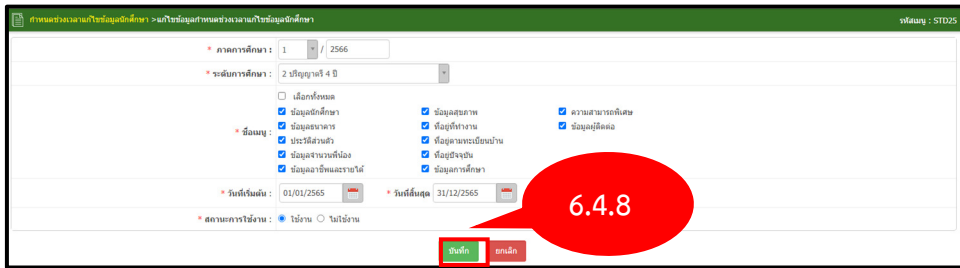 กำหนดช่วงเวลาแก้ไขข้อมูลนักศึกษา >แก้ไขข้อมูลกำหนดช่วงเวลาแก้ไขข้อมูลนักศึกษา รหัสเมนู : STD25
* ภาคการศึกษา : 1 / 2566
* ระดับการศึกษา : 2 ปริญญาตรี 4 ปี
เลือกทั้งหมด
ข้อมูลนักศึกษา ข้อมูลสุขภาพ ความสามารถพิเศษ
ข้อมูลธนาคาร ที่อยู่ที่ทำงาน ข้อมูลผู้ติดต่อ
* ชื่อเมนู :
ประวัติส่วนตัว ที่อยู่ตามทะเบียนบ้าน
ข้อมูลจำนวนพี่น้อง ที่อยู่ปัจจุบัน
ข้อมูลอาชีพและรายได้ ข้อมูลการศึกษา
* วันที่เริ่มต้น : 01/01/2565 * วันที่สิ้นสุด 31/12/2565
6.4.8
* สถานะการใช้งาน : ใช้งาน ไม่ใช้งาน
บันทึก ยกเลิก